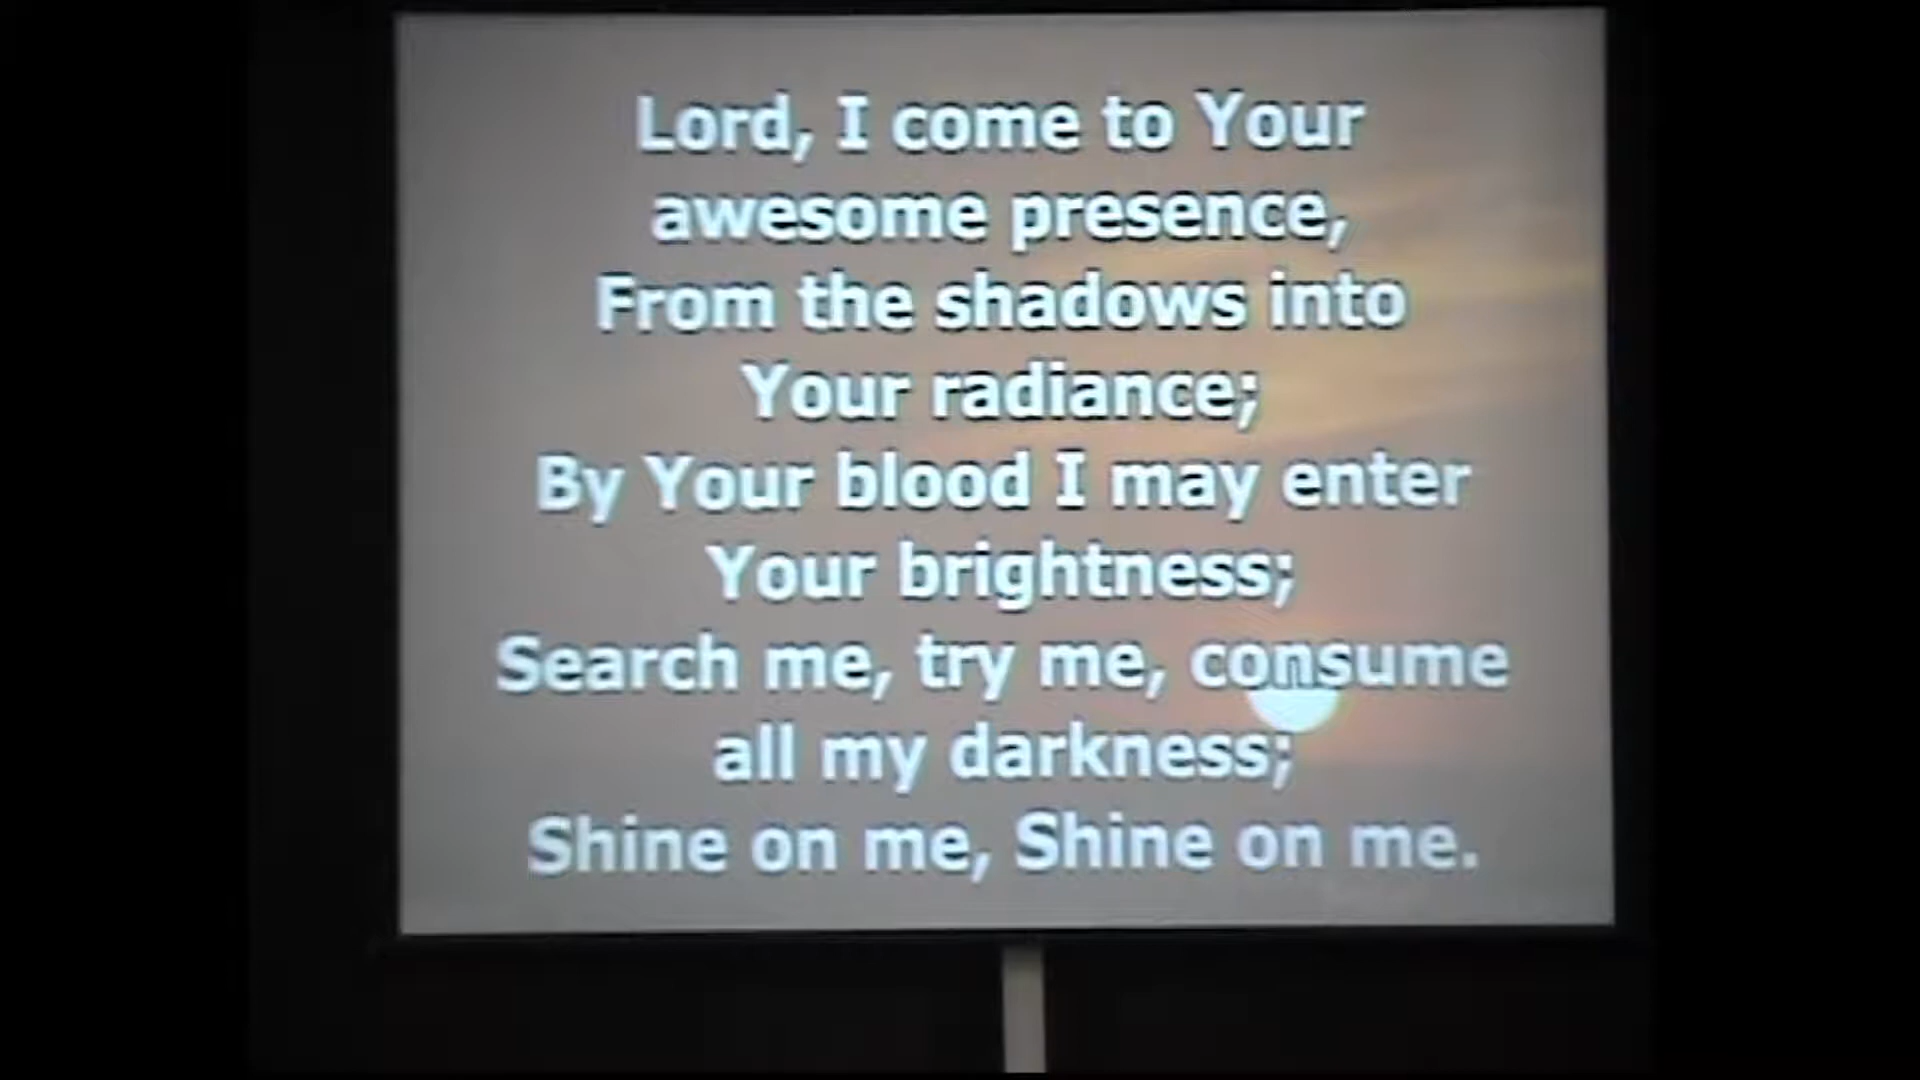 Lord, I come to Your
awesome presence,
From the shadows into
Your radiance;
By Your blood I may enter
Your brightness;
Search me, try me, consume
all my darkness;
Shine on me, Shine on me.